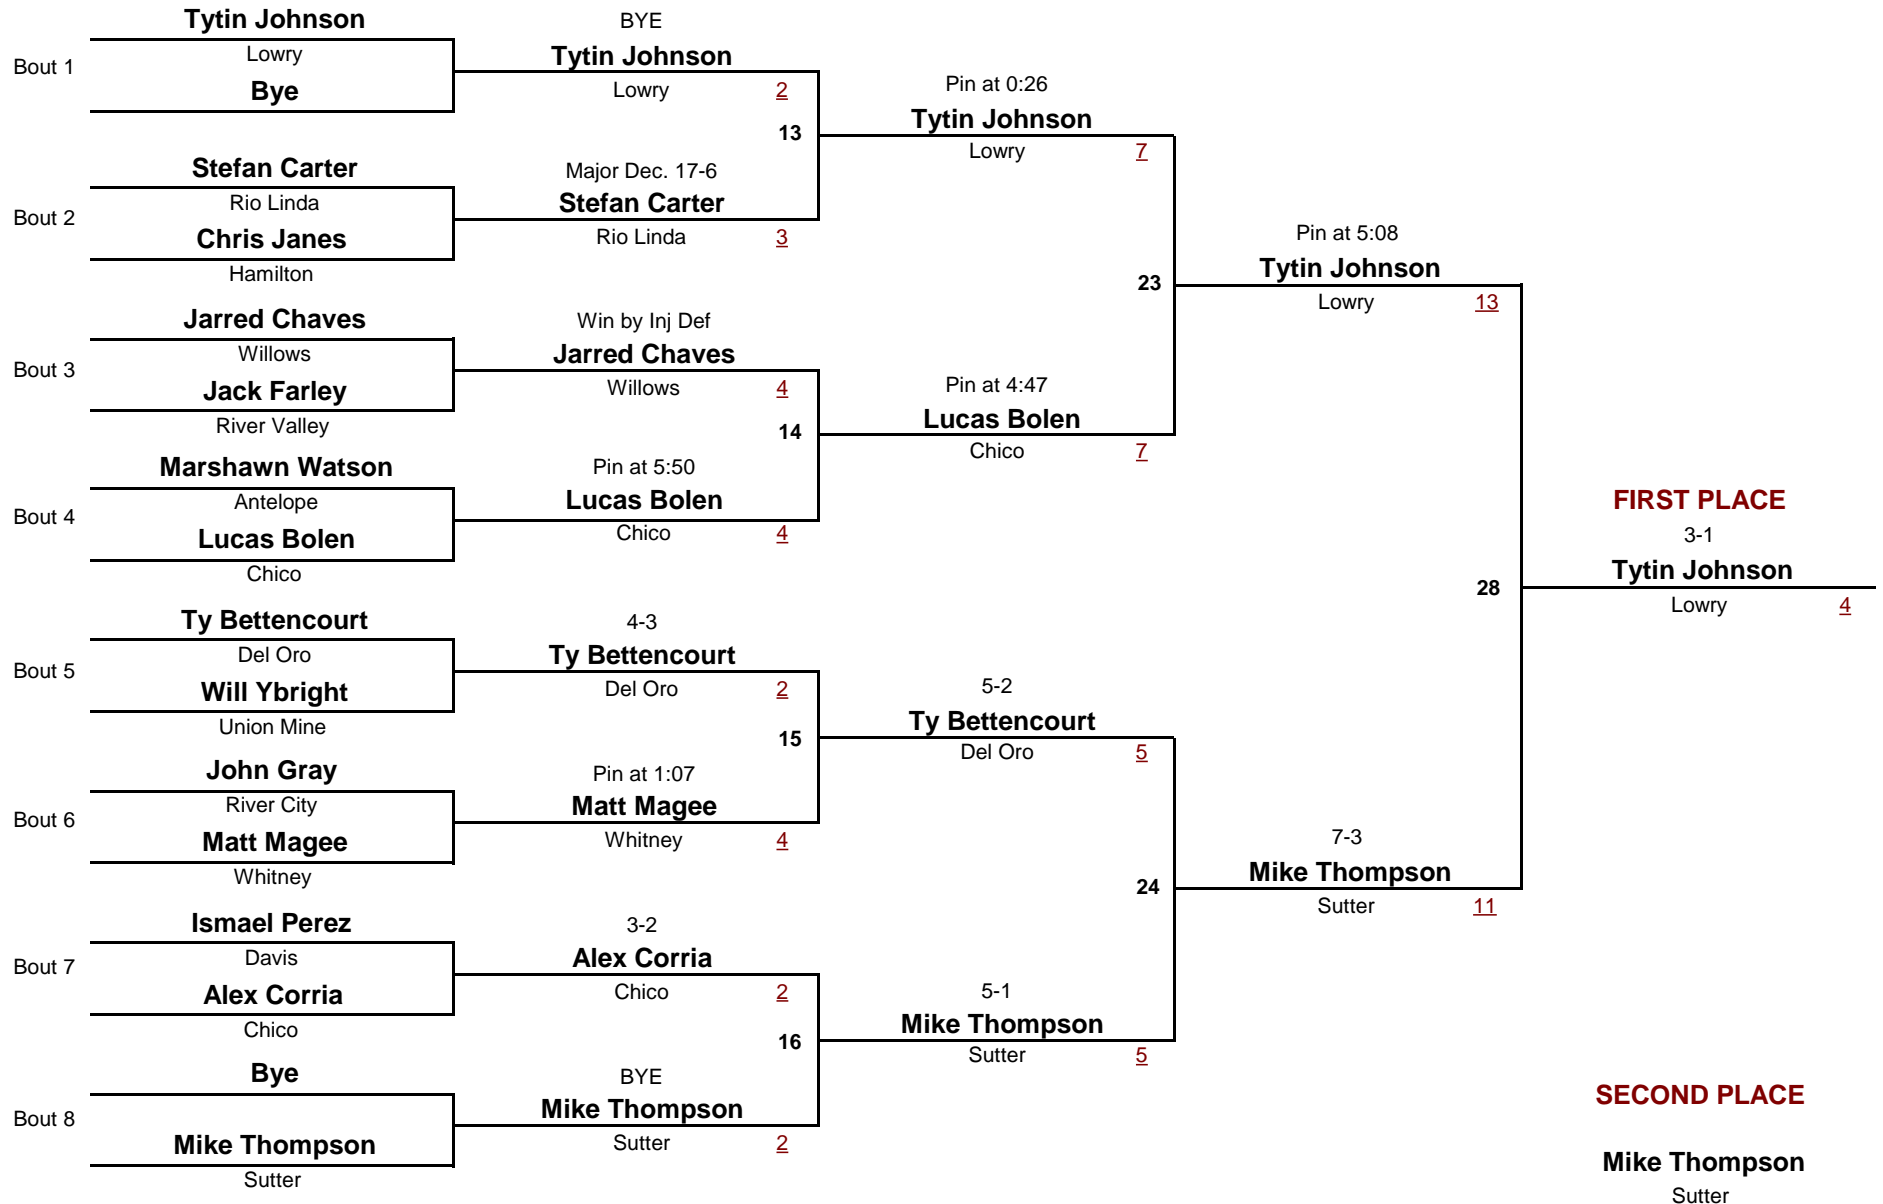 Tytin Johnson
Bout 1
Lowry
Bye
Stefan Carter
Bout 2
Rio Linda
Chris Janes
Hamilton
Jarred Chaves
Bout 3
Willows
Jack Farley
River Valley
Marshawn Watson
Bout 4
Antelope
Lucas Bolen
Chico
Ty Bettencourt
Bout 5
Del Oro
Will Ybright
Union Mine
John Gray
Bout 6
River City
Matt Magee
Whitney
Ismael Perez
Bout 7
Davis
Alex Corria
Chico
Bye
Bout 8
Mike Thompson
Sutter
BYE
Tytin Johnson
Lowry 2
13
Major Dec. 17-6
Stefan Carter
Rio Linda 3
Win by Inj Def
Jarred Chaves
Willows 4
14
Pin at 5:50
Lucas Bolen
Chico 4
4-3
Ty Bettencourt
Del Oro 2
15
Pin at 1:07
Matt Magee
Whitney 4
3-2
Alex Corria
Chico 2
16
BYE
Mike Thompson
Sutter 2
Pin at 0:26
Tytin Johnson
Lowry 7
23
Pin at 4:47
Lucas Bolen
Chico 7
5-2
Ty Bettencourt
Del Oro 5
24
5-1
Mike Thompson
Sutter 5
Pin at 5:08
Tytin Johnson
Lowry 13
28
7-3
Mike Thompson
Sutter 11
FIRST PLACE
3-1
Tytin Johnson
Lowry 4
SECOND PLACE
Mike Thompson
Sutter